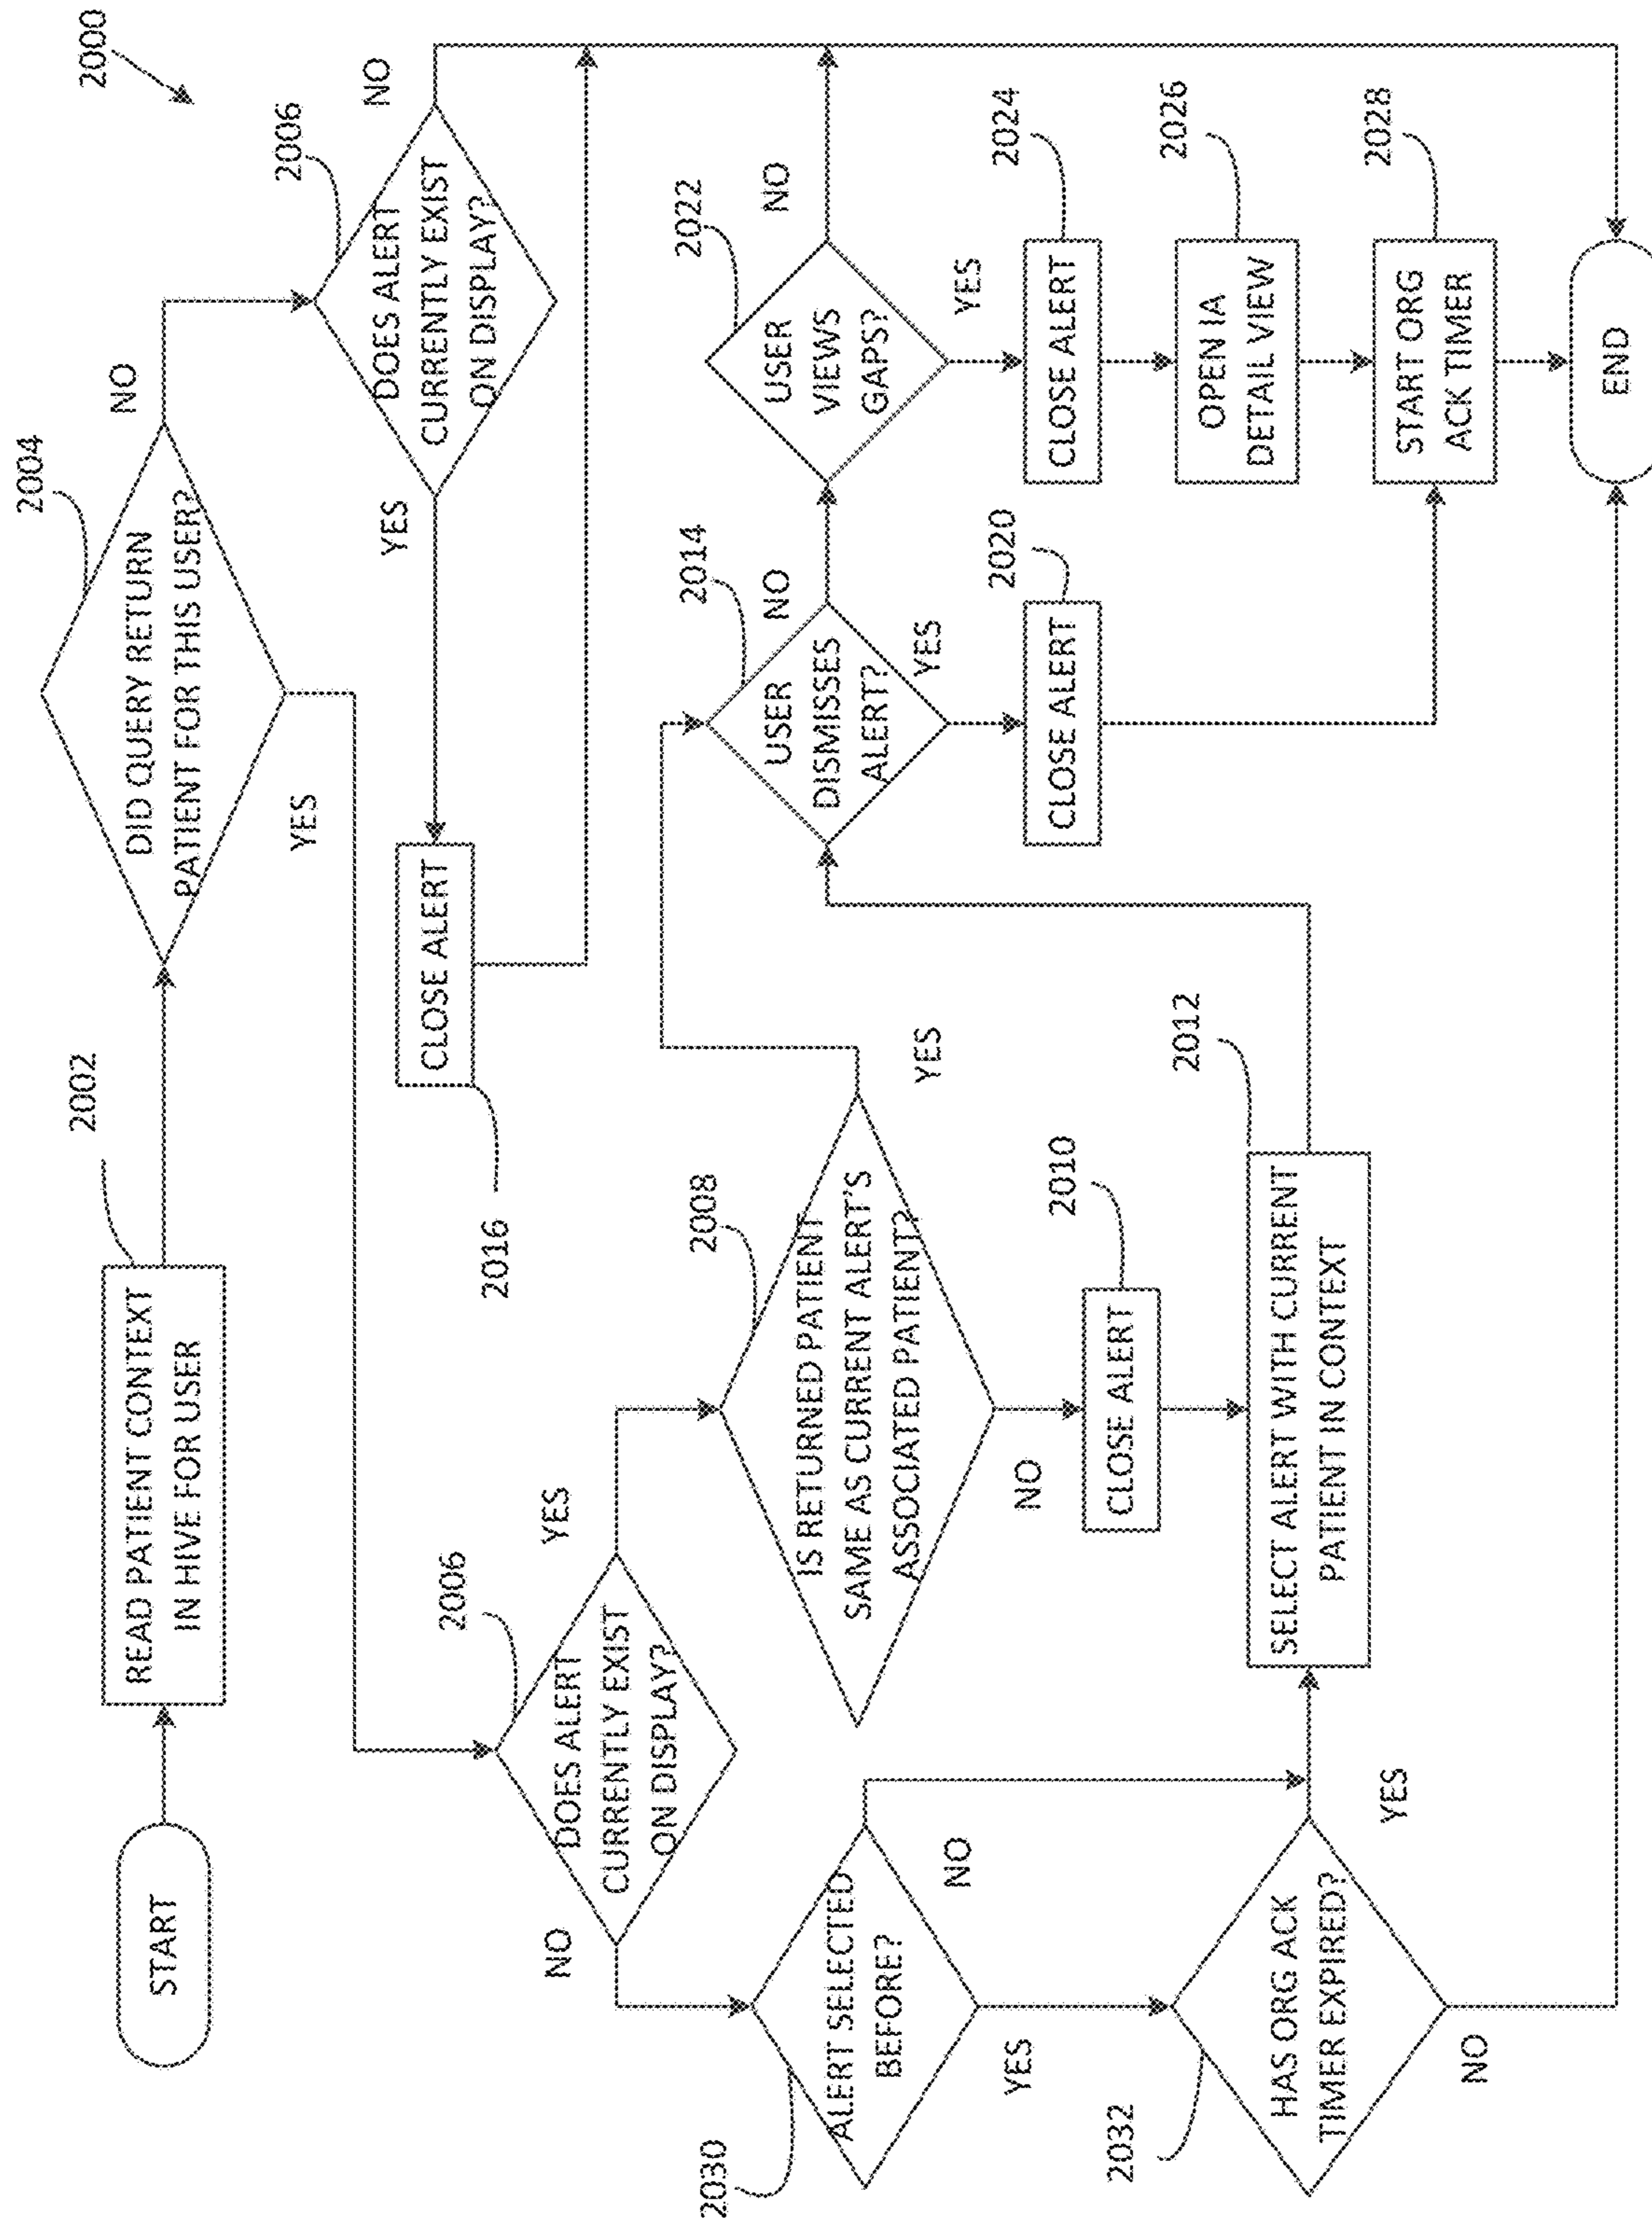 2000
START
2002
READ PATIENT CONTEXT
IN HIVE FOR USER
2004
DID QUERY RETURN
PATIENT FOR THIS USER?
NO
YES
2006
DOES ALERT
CURRENTLY EXIST
ON DISPLAY?
NO
YES
CLOSE ALERT
2016
2006
DOES ALERT
CURRENTLY EXIST
ON DISPLAY?
YES
NO
2008
IS RETURNED PATIENT
SAME AS CURRENT ALERT'S
ASSOCIATED PATIENT?
YES
NO
2014
USER
DISMISSES
ALERT?
NO
YES
2022
USER
VIEWS
GAPS?
NO
YES
2030
ALERT SELECTED
BEFORE?
NO
YES
2010
CLOSE ALERT
2020
CLOSE ALERT
2024
CLOSE ALERT
2012
SELECT ALERT WITH CURRENT
PATIENT IN CONTEXT
2026
OPEN IA
DETAIL VIEW
2032
HAS ORG ACK
TIMER EXPIRED?
YES
NO
2028
START ORG
ACK TIMER
END